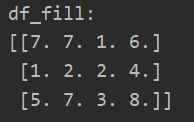 df_fill:
[[7. 7. 1. 6.]
 [1. 2. 2. 4.]
 [5. 7. 3. 8.]]